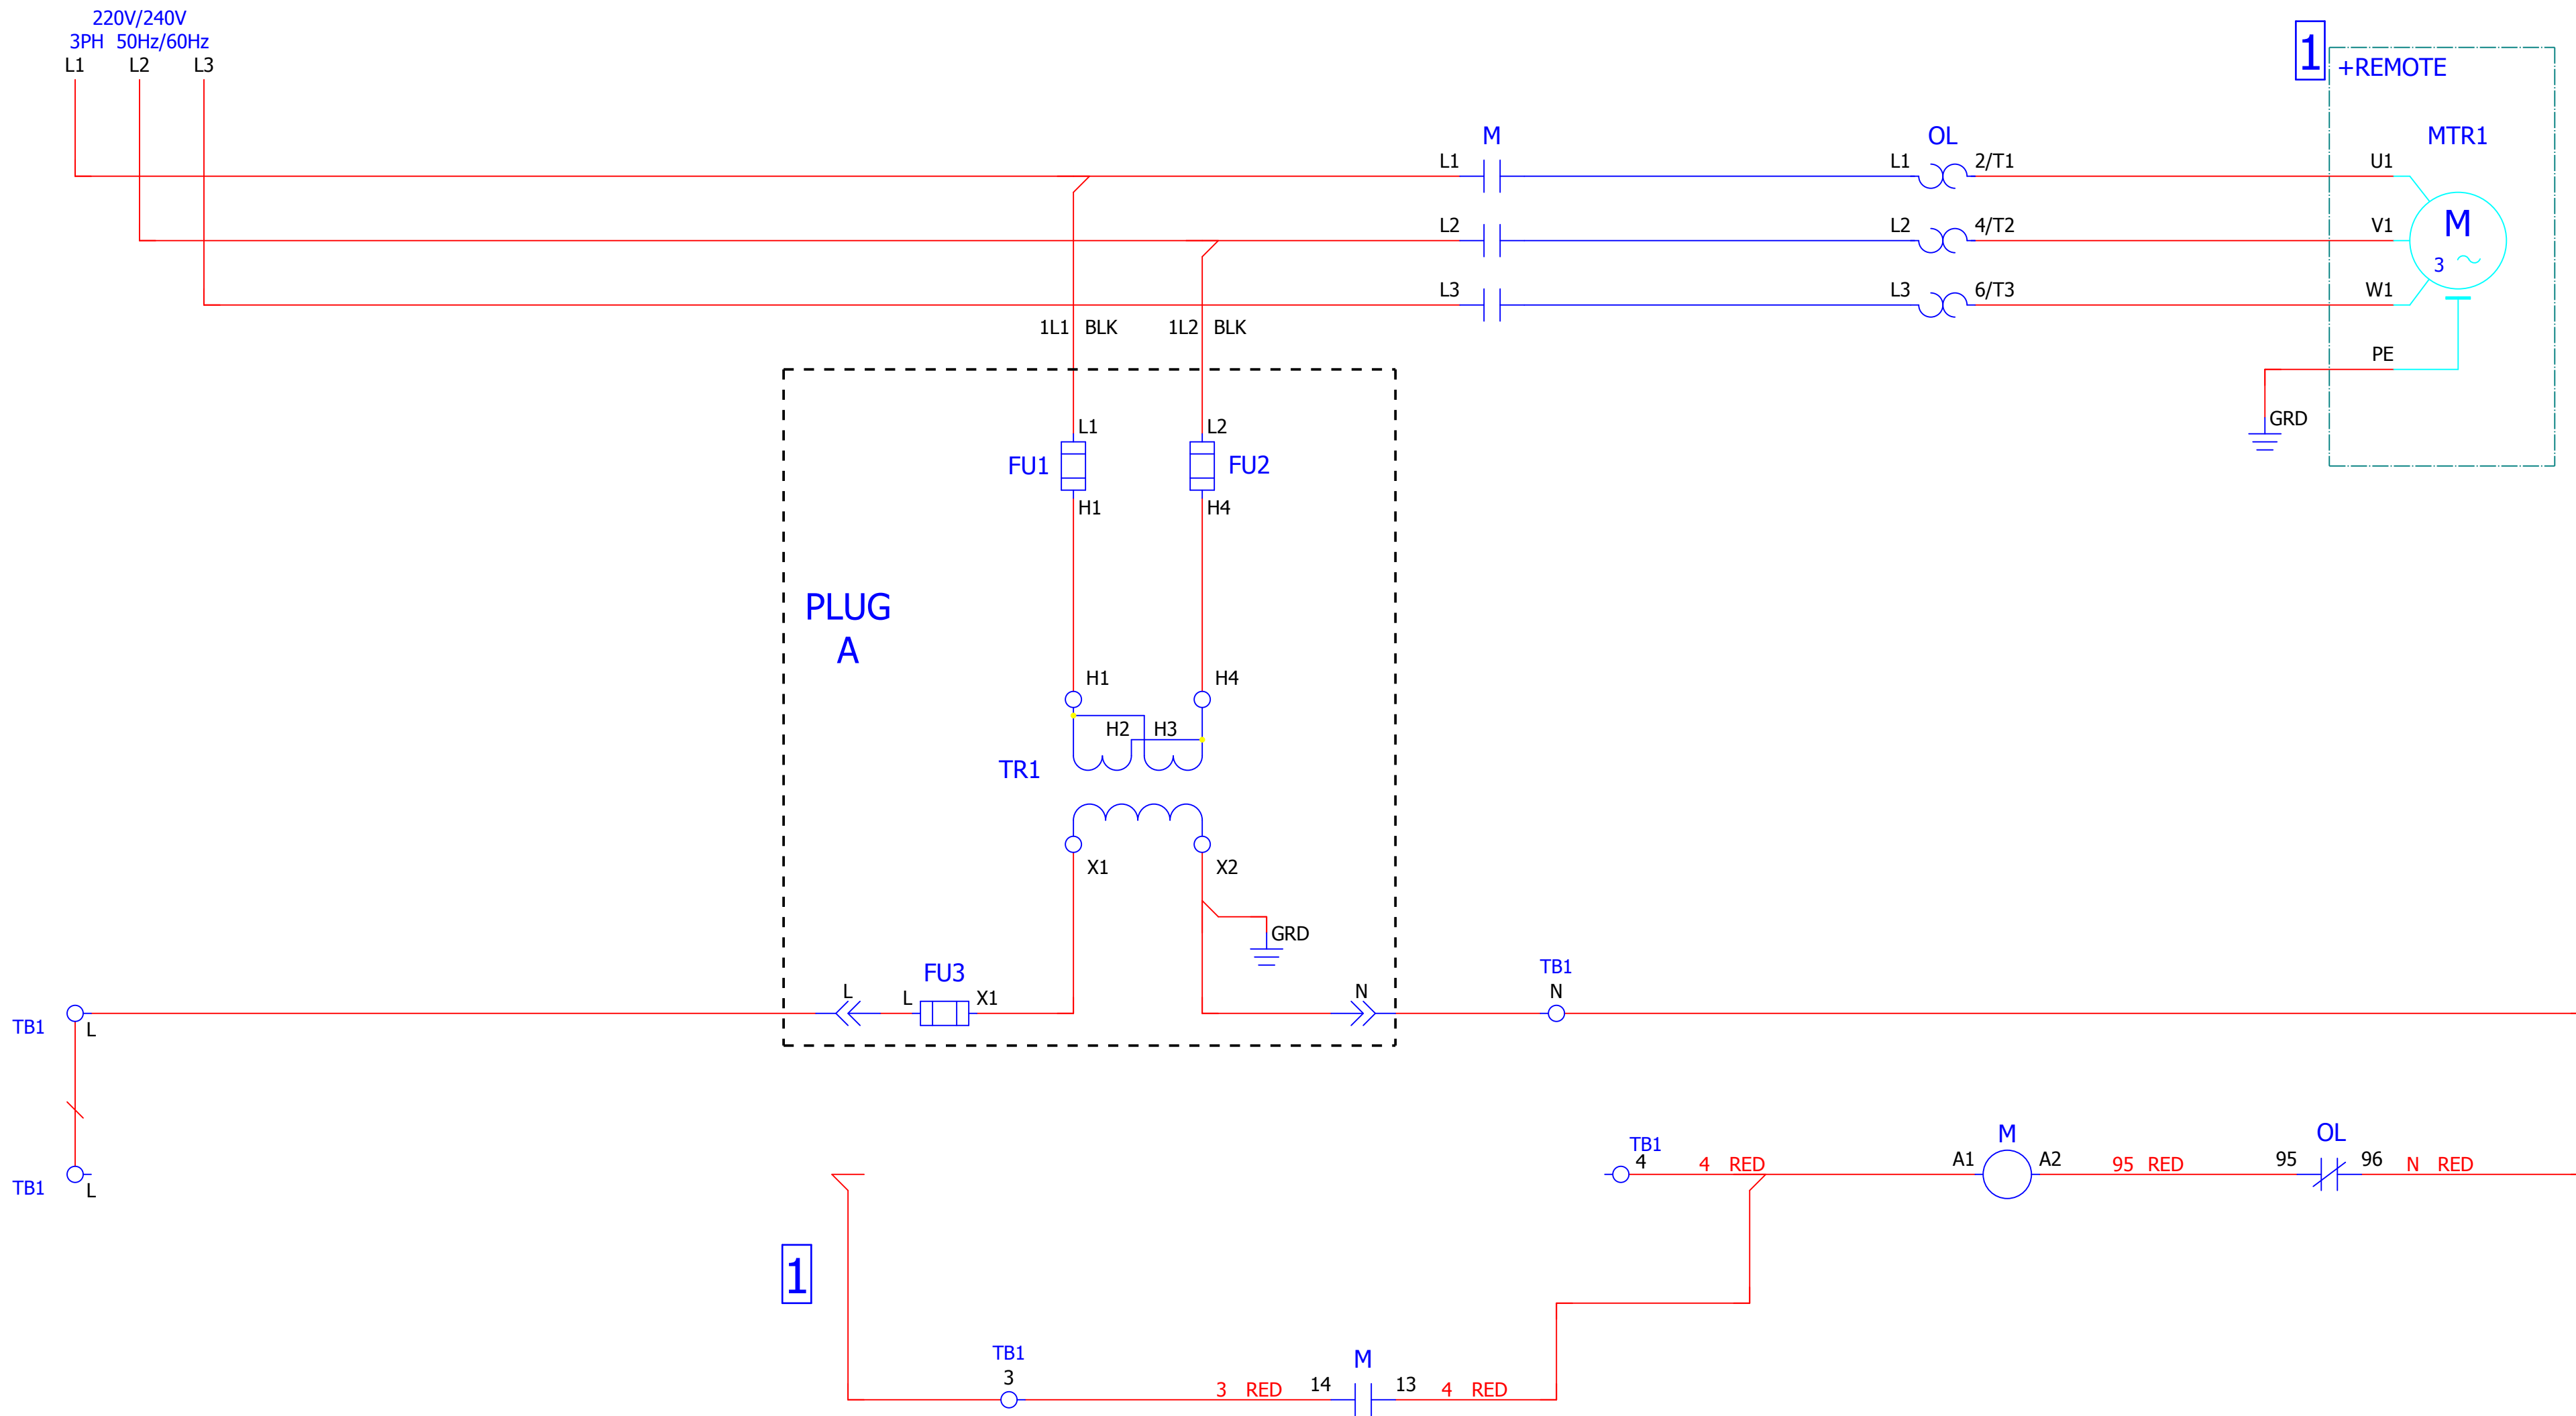 220V/240V
3PH 50Hz/60Hz
L1 L2 L3
1
+REMOTE
MTR1
M OL
L1 L1 2/T1 U1
L2 L2 4/T2 V1
M
3
L3 L3 6/T3 W1
1L1 BLK 1L2 BLK
PE
GRD
L1 L2
FU1 FU2
H1 H4
PLUG
A
H1 H4
H2 H3
TR1
X1 X2
GRD
FU3
L L X1 N
TB1
N
TB1 L
TB1
4
4 RED
M
A1 A2
95 RED
OL
95 96
N RED
TB1 L
1
TB1
3
3 RED
M
14 13
4 RED